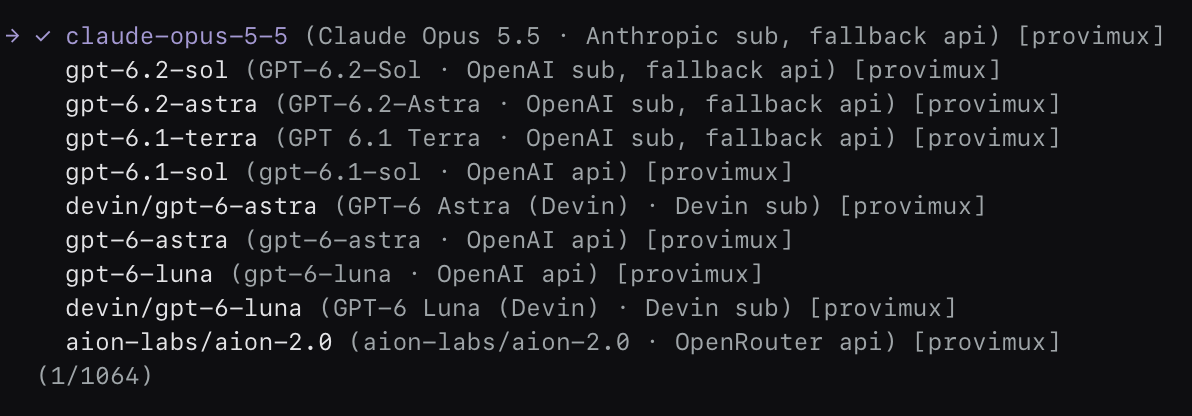 → ✓ claude-opus-5-5 (Claude Opus 5.5 · Anthropic sub, fallback api) [provimux]
gpt-6.2-sol (GPT-6.2-Sol · OpenAI sub, fallback api) [provimux]
gpt-6.2-astra (GPT-6.2-Astra · OpenAI sub, fallback api) [provimux]
gpt-6.1-terra (GPT 6.1 Terra · OpenAI sub, fallback api) [provimux]
gpt-6.1-sol (gpt-6.1-sol · OpenAI api) [provimux]
devin/gpt-6-astra (GPT-6 Astra (Devin) · Devin sub) [provimux]
gpt-6-astra (gpt-6-astra · OpenAI api) [provimux]
gpt-6-luna (gpt-6-luna · OpenAI api) [provimux]
devin/gpt-6-luna (GPT-6 Luna (Devin) · Devin sub) [provimux]
aion-labs/aion-2.0 (aion-labs/aion-2.0 · OpenRouter api) [provimux]
(1/1064)